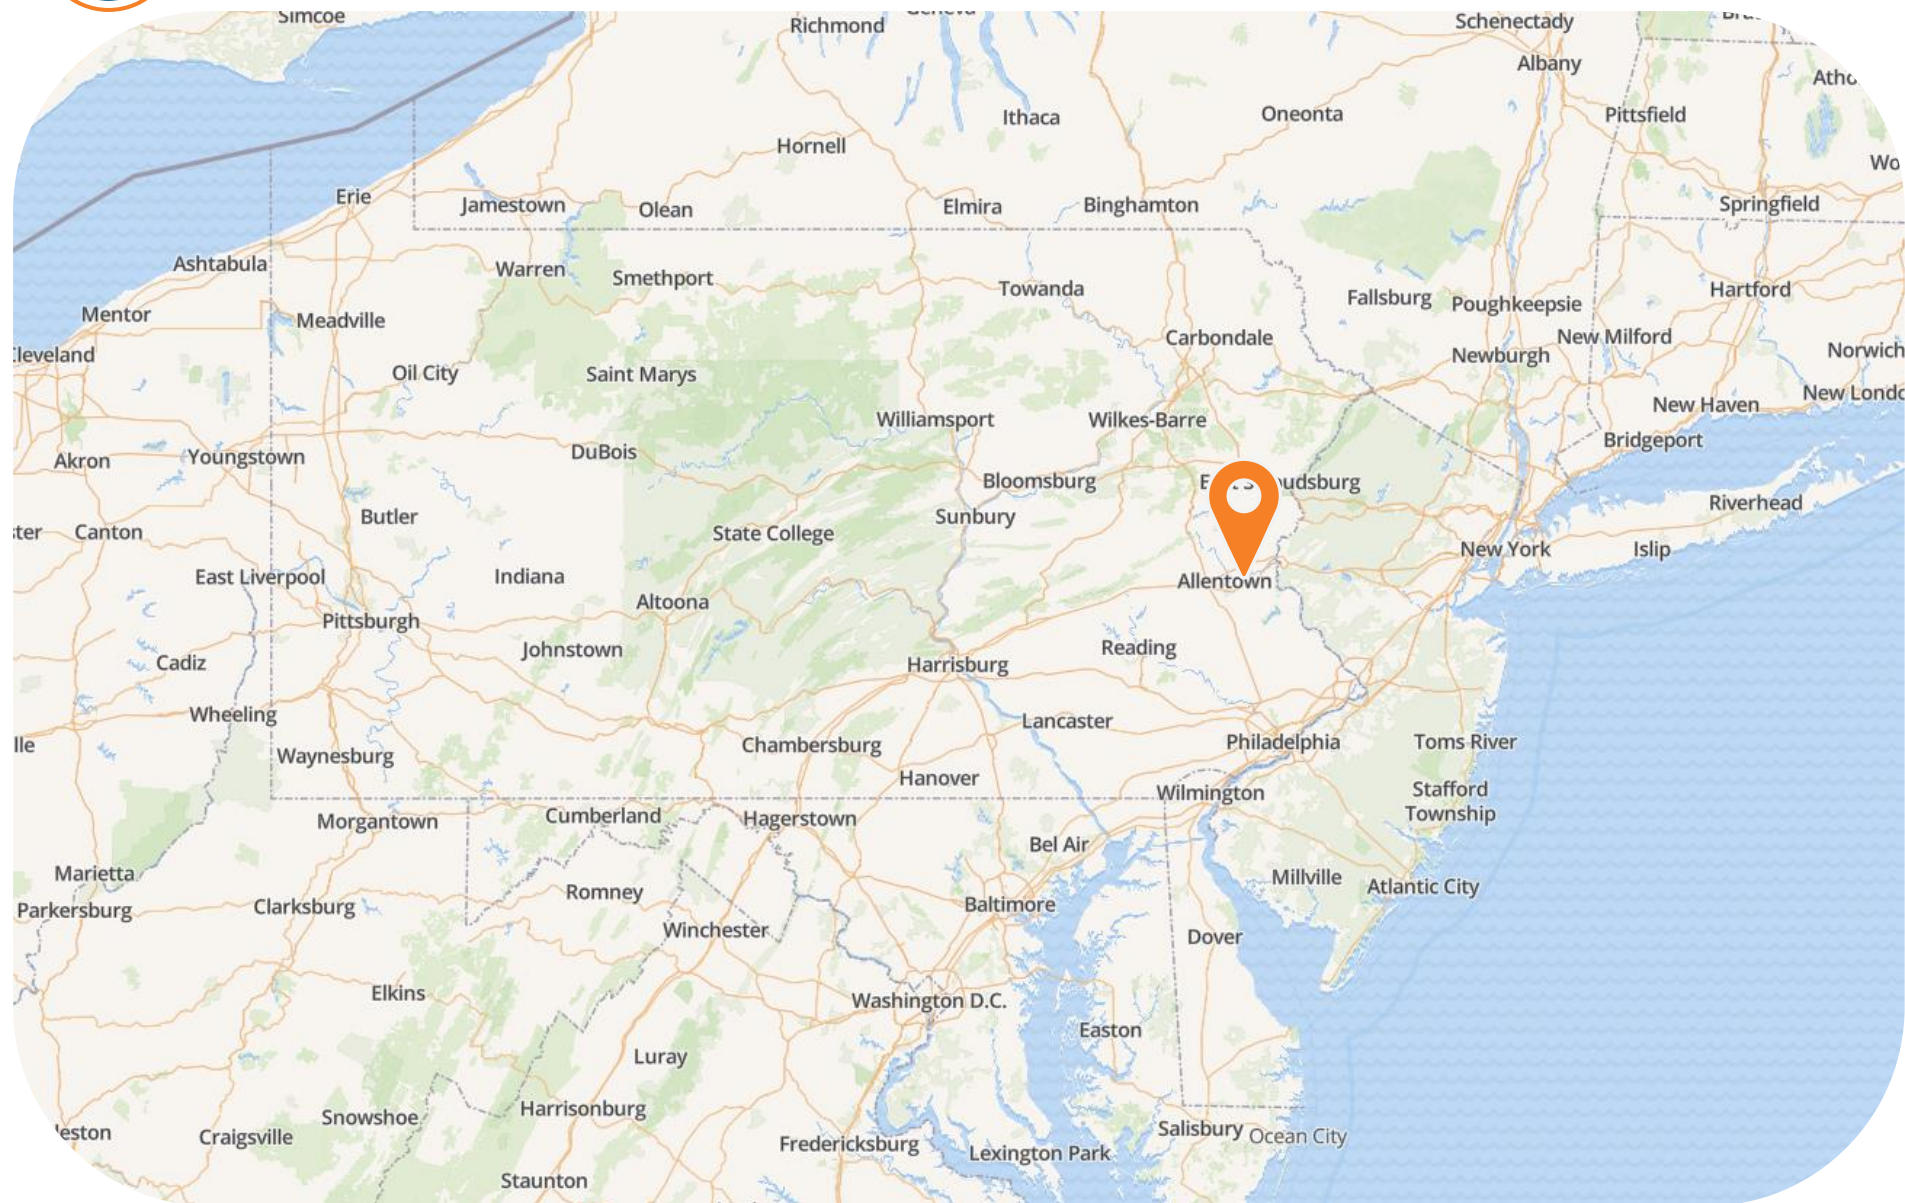 Simcoe
Richmond
Schenectady
Albany
Ithaca
Oneonta
Pittsfield
Hornell
Erie
Jamestown
Olean
Elmira
Binghamton
Springfield
Ashtabula
Warren
Smethport
Towanda
Fallsburg
Poughkeepsie
Hartford
Mentor
Meadville
Carbondale
New Milford
Newburgh
Norwich
Oil City
Saint Marys
New Haven
Williamsport
Wilkes-Barre
Bridgeport
DuBois
Akron
Youngstown
Bloomsburg
Riverhead
Butler
Sunbury
Canton
State College
New York
Islip
East Liverpool
Indiana
Allentown
Altoona
Pittsburgh
Johnstown
Reading
Cadiz
Harrisburg
Wheeling
Lancaster
Chambersburg
Philadelphia
Toms River
Waynesburg
Hanover
Wilmington
Stafford
Township
Morgantown
Cumberland
Hagerstown
Bel Air
Marietta
Millville
Atlantic City
Romney
Parkersburg
Clarksburg
Baltimore
Winchester
Dover
Elkins
Washington D.C.
Easton
Luray
Harrisonburg
Snowshoe
Craigsville
Salisbury
Ocean City
Fredericksburg
Lexington Park
Staunton